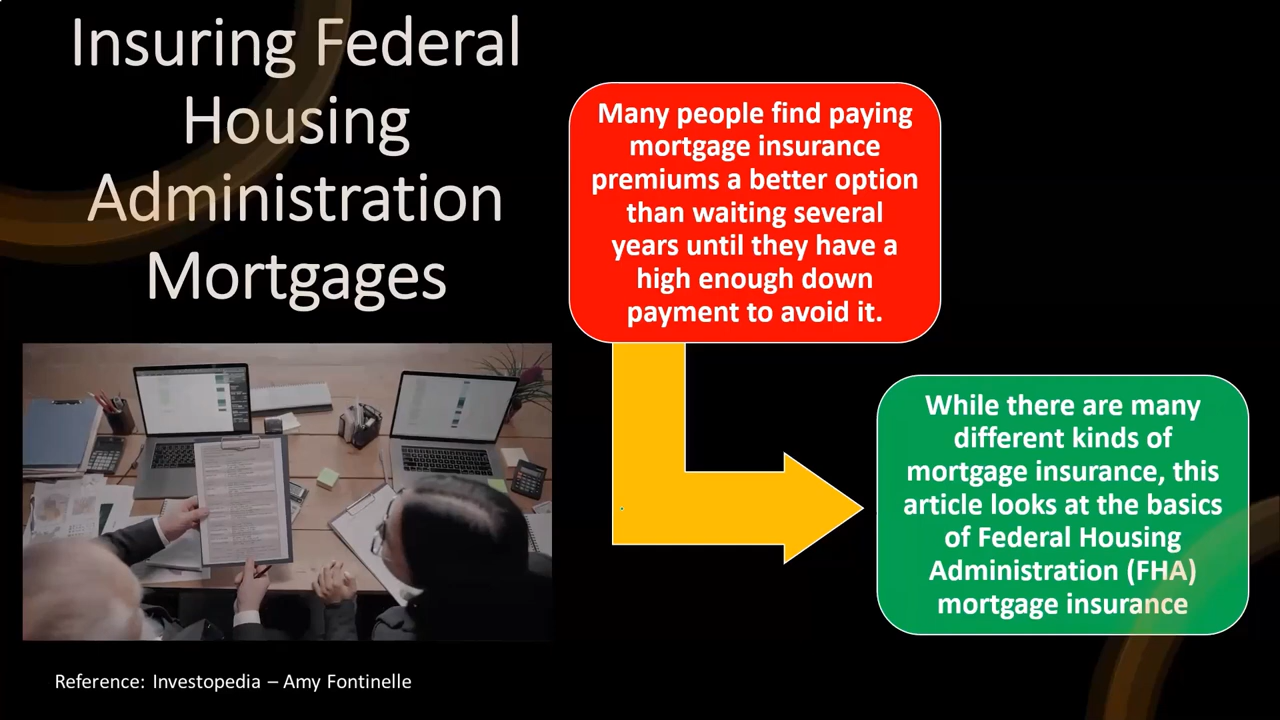 Insuring Federal
Housing
Administration
Mortgages
Many people find paying
mortgage insurance
premiums a better option
than waiting several
years until they have a
high enough down
payment to avoid it.
While there are many
different kinds of
mortgage insurance, this
article looks at the basics
of Federal Housing
Administration (FHA)
mortgage insurance
Reference: Investopedia – Amy Fontinelle